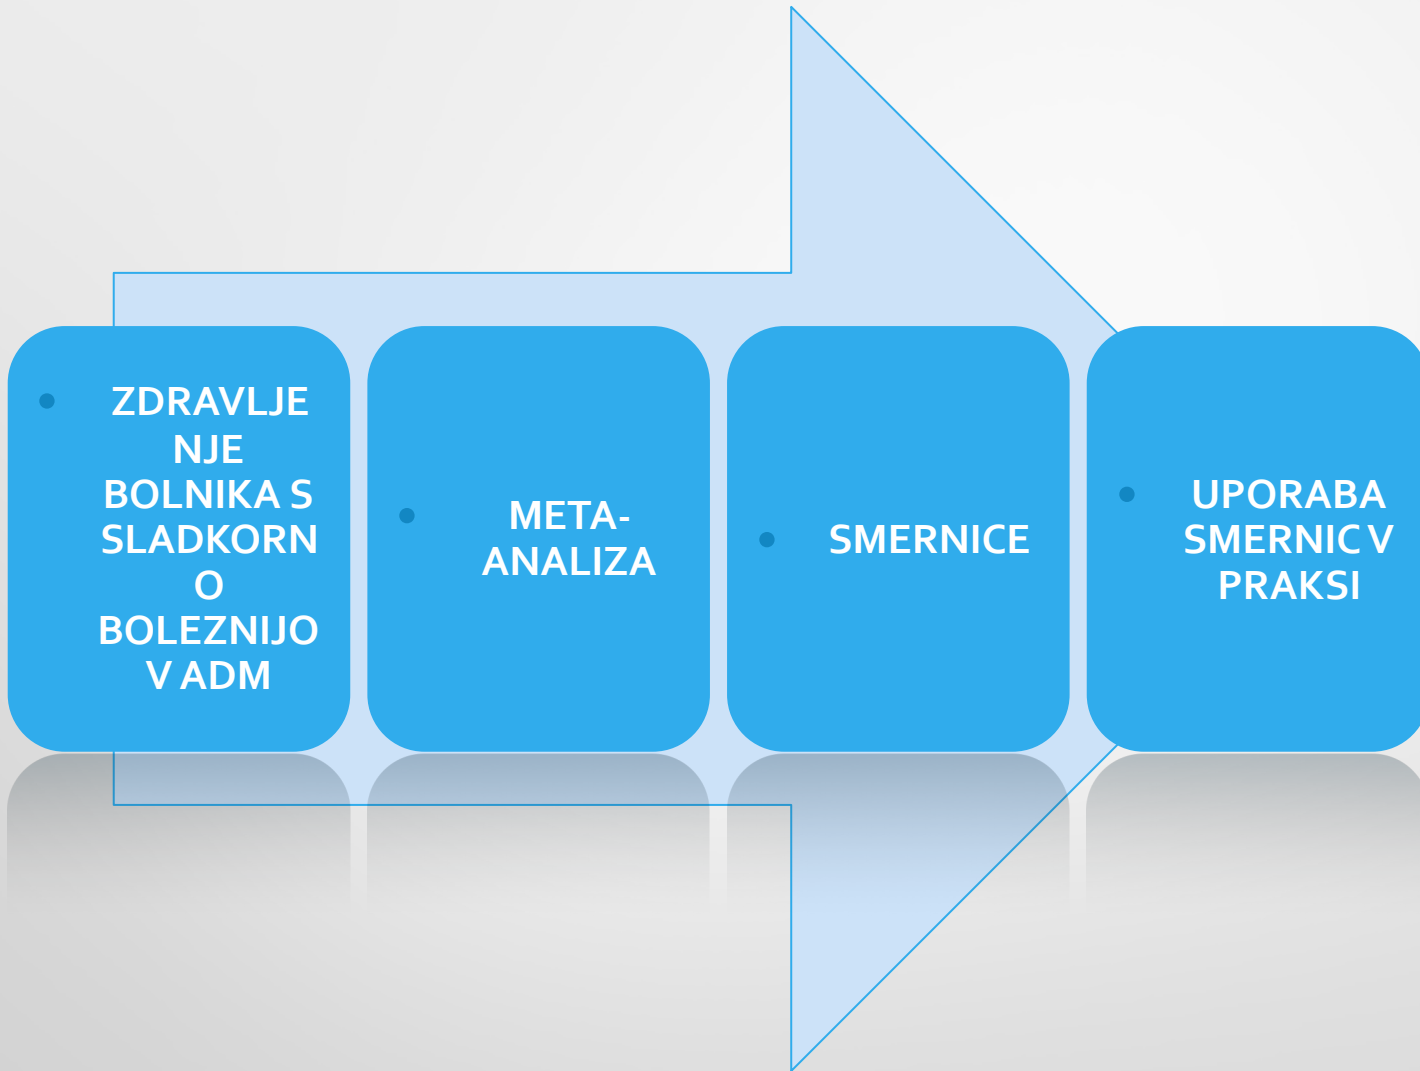 ZDRAVLJE
NJE
BOLNIKA S
SLADKORN
O
BOLEZNIJO
V ADM
META-
ANALIZA
SMERNICE
UPORABA
SMERNIC V
PRAKSI